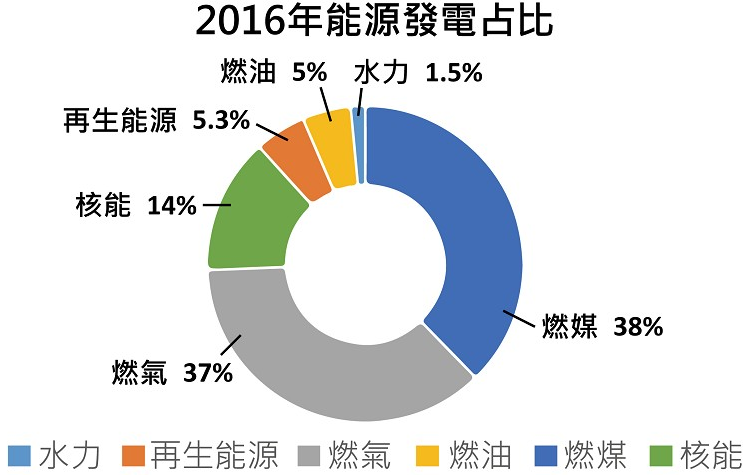 2016年能源發電占比
燃油 5% 水力 1.5%
再生能源 5.3%
核能 14%
燃媒 38%
燃氣 37%
水力 再生能源 燃氣 燃油 燃煤 核能